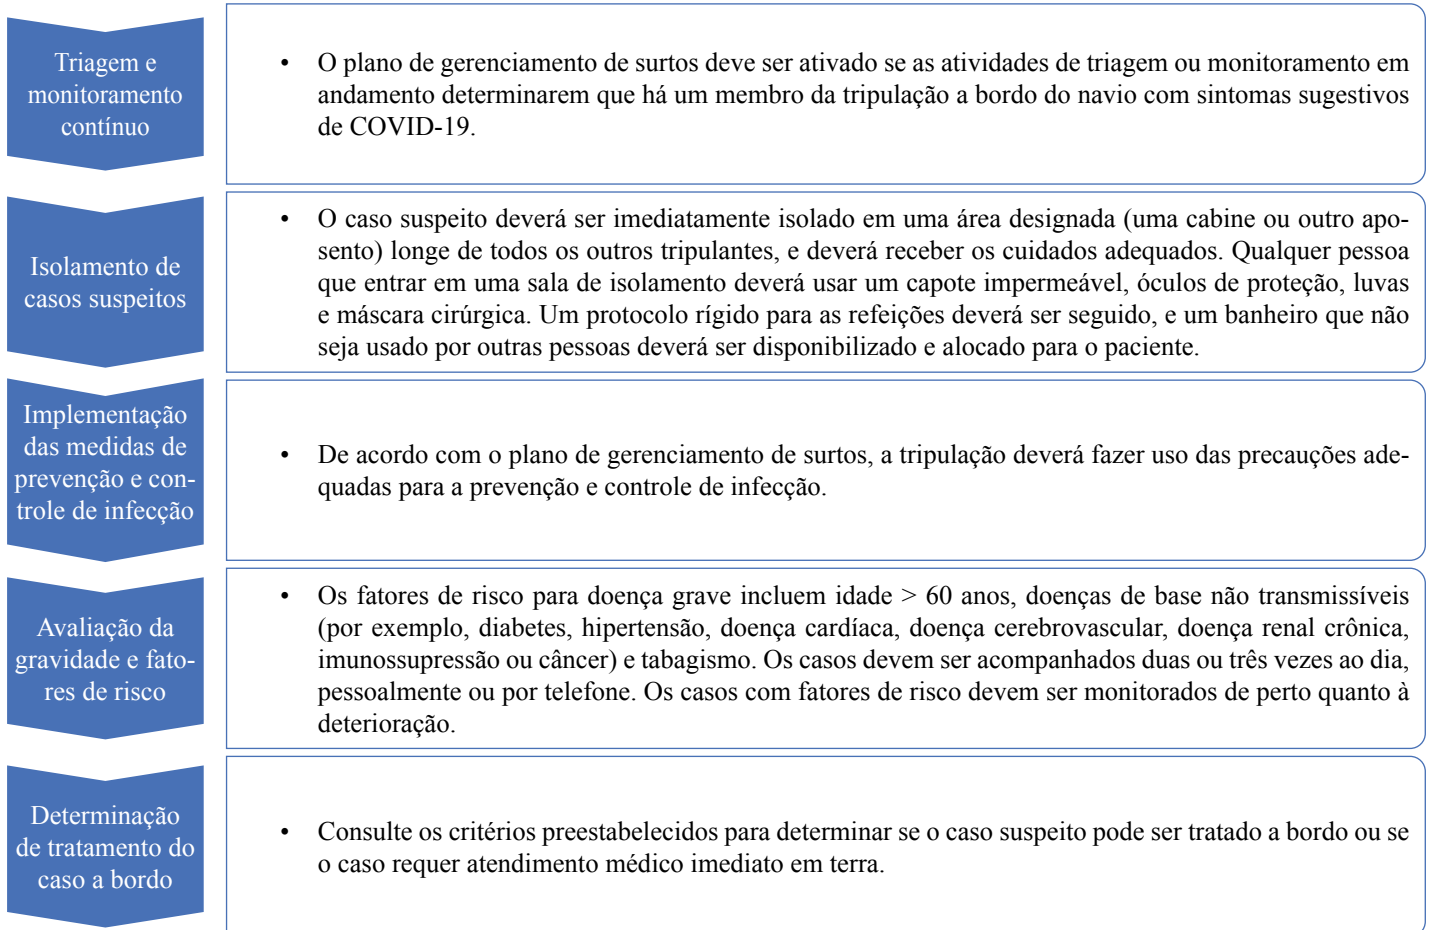 Triagem e
monitoramento
contínuo
• O plano de gerenciamento de surtos deve ser ativado se as atividades de triagem ou monitoramento em
andamento determinarem que há um membro da tripulação a bordo do navio com sintomas sugestivos
de COVID-19.
Isolamento de
casos suspeitos
• O caso suspeito deverá ser imediatamente isolado em uma área designada (uma cabine ou outro apo-
sento) longe de todos os outros tripulantes, e deverá receber os cuidados adequados. Qualquer pessoa
que entrar em uma sala de isolamento deverá usar um capote impermeável, óculos de proteção, luvas
e máscara cirúrgica. Um protocolo rígido para as refeições deverá ser seguido, e um banheiro que não
seja usado por outras pessoas deverá ser disponibilizado e alocado para o paciente.
Implementação
das medidas de
prevenção e con-
trole de infecção
• De acordo com o plano de gerenciamento de surtos, a tripulação deverá fazer uso das precauções ade-
quadas para a prevenção e controle de infecção.
Avaliação da
gravidade e fato-
res de risco
• Os fatores de risco para doença grave incluem idade > 60 anos, doenças de base não transmissíveis
(por exemplo, diabetes, hipertensão, doença cardíaca, doença cerebrovascular, doença renal crônica,
imunossupressão ou câncer) e tabagismo. Os casos devem ser acompanhados duas ou três vezes ao dia,
pessoalmente ou por telefone. Os casos com fatores de risco devem ser monitorados de perto quanto à
deterioração.
Determinação
de tratamento do
caso a bordo
• Consulte os critérios preestabelecidos para determinar se o caso suspeito pode ser tratado a bordo ou se
o caso requer atendimento médico imediato em terra.